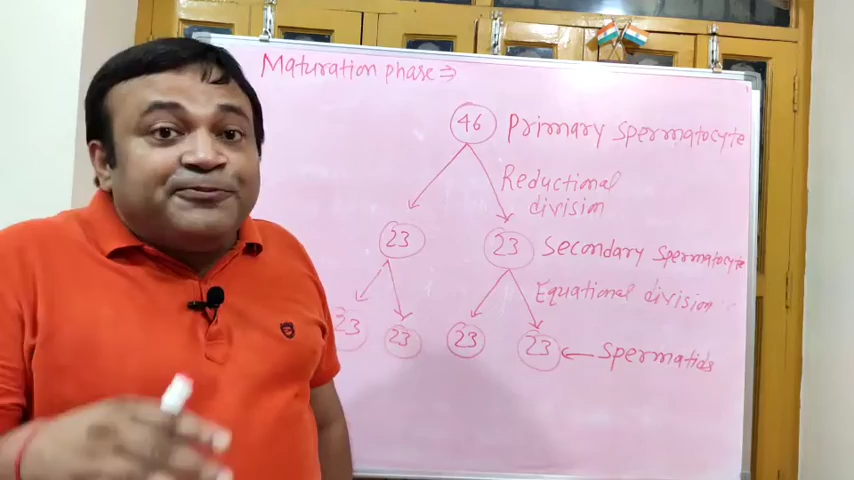 Maturation phase ⇒
46 Primary Spermatocyte
Reductional
division
23 23 Secondary Spermatocyte
Equational division
23 23 23 23 ← Spermatids